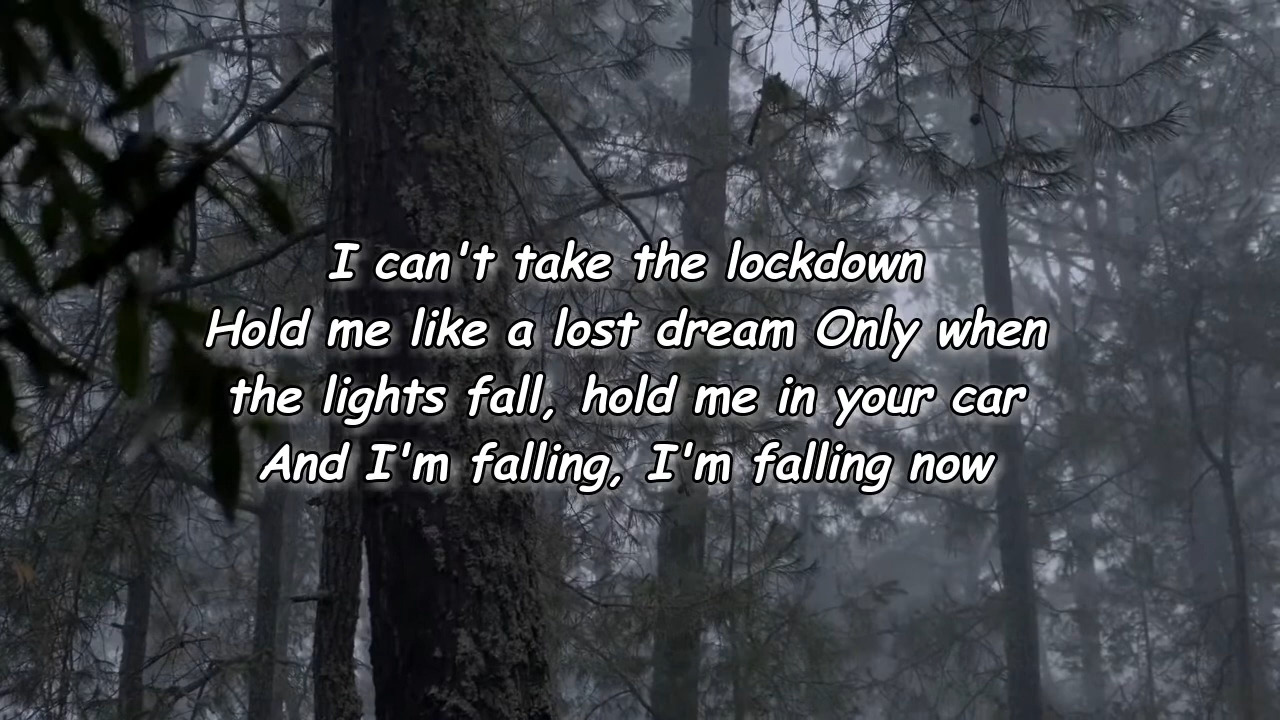 I can't take the lockdown
Hold me like a lost dream Only when
the lights fall, hold me in your car
And I'm falling, I'm falling now